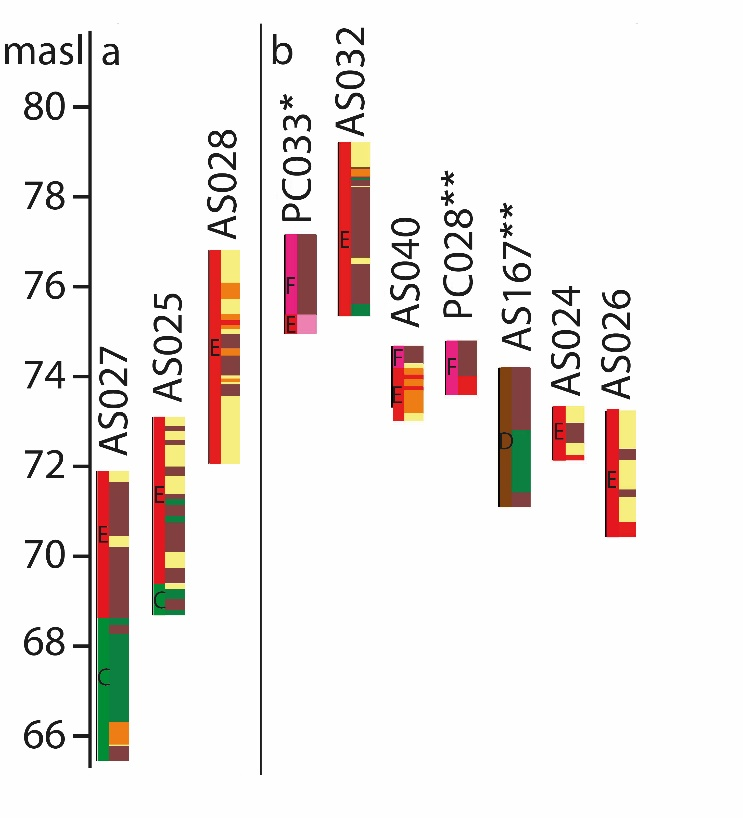 masl
a
b
80
78
76
74
72
70
68
66
AS027
E
C
AS025
E
C
AS028
E
PC033*
F
E
AS032
E
AS040
F
E
PC028**
F
AS167**
D
AS024
E
AS026
E